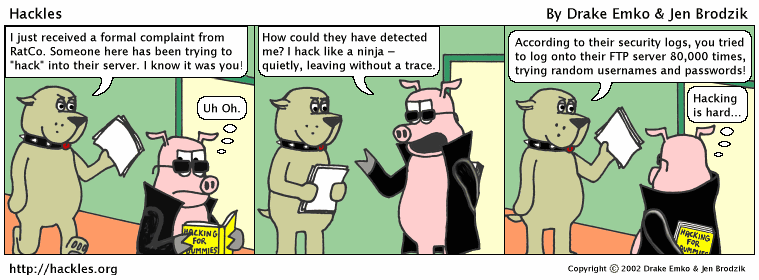 Hackles
By Drake Emko & Jen Brodzik
I just received a formal complaint from
RatCo. Someone here has been trying to
"hack" into their server. I know it was you!
Uh Oh.
HACKING
FOR
DUMMIES
How could they have detected
me? I hack like a ninja –
quietly, leaving without a trace.
According to their security logs, you tried
to log onto their FTP server 80,000 times,
trying random usernames and passwords!
Hacking
is hard...
HACKING
FOR
DUMMIES
http://hackles.org
Copyright © 2002 Drake Emko & Jen Brodzik